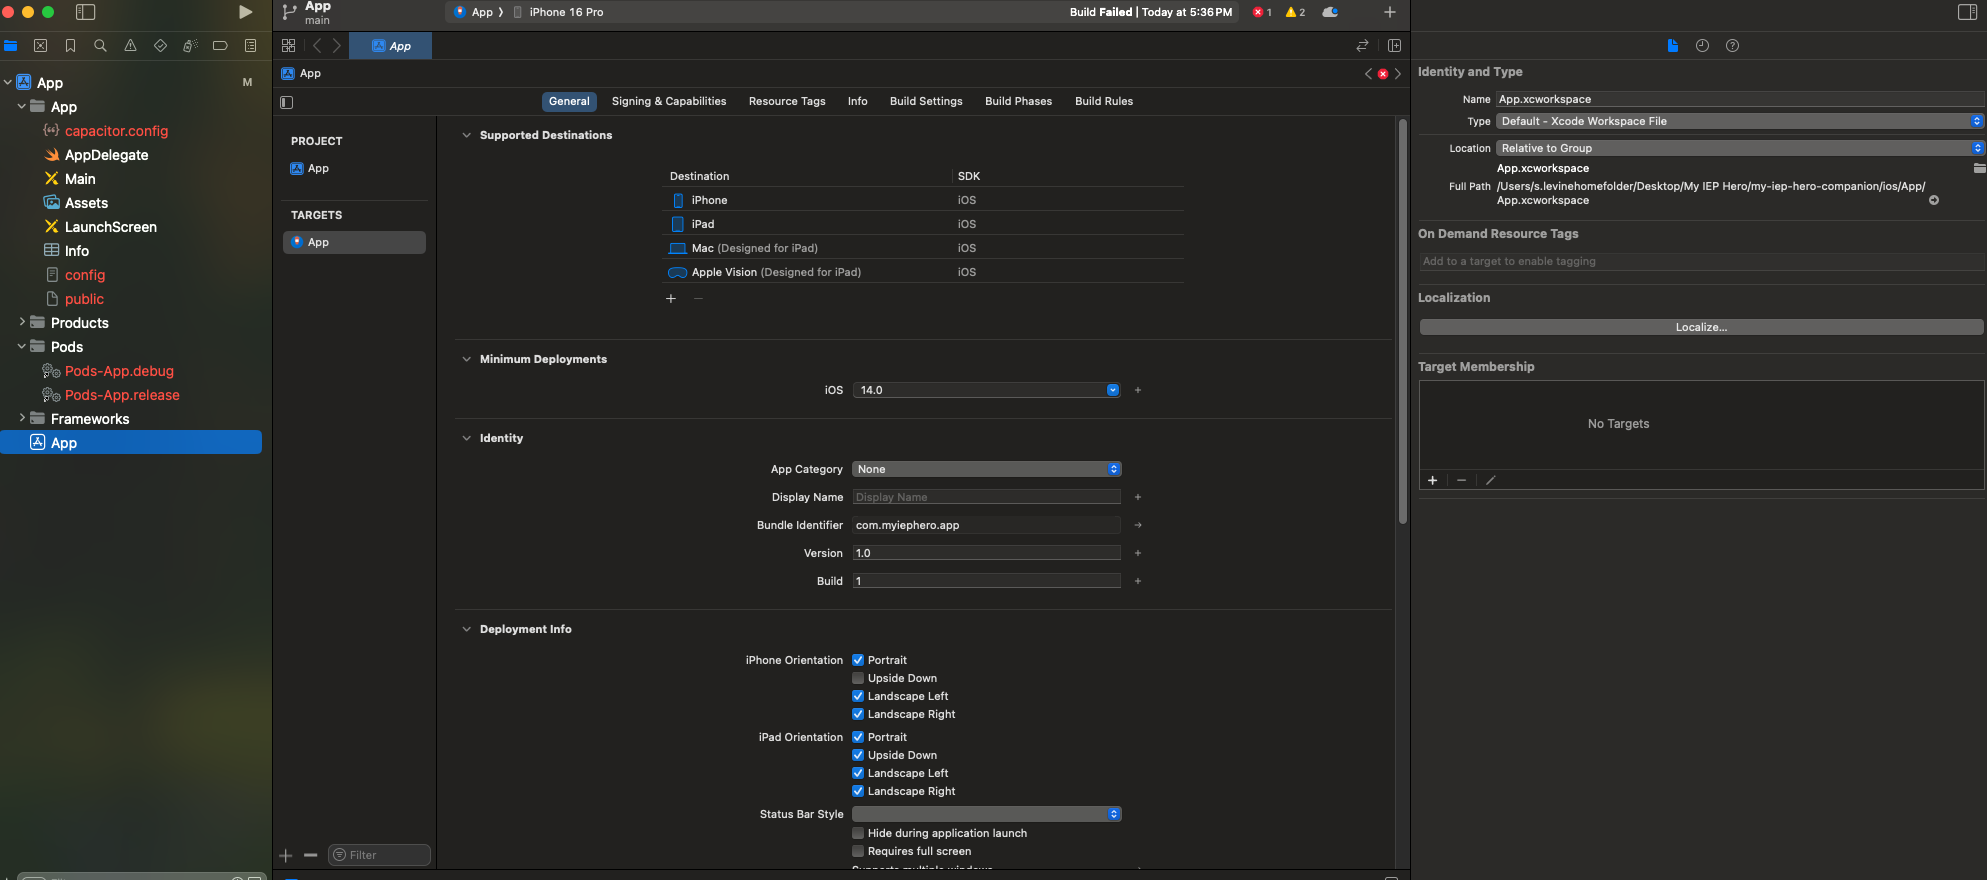 App
main
App
iPhone 16 Pro
Build Failed | Today at 5:36 PM
1
2
App
App
General
Signing & Capabilities
Resource Tags
Info
Build Settings
Build Phases
Build Rules
App
M
App
capacitor.config
AppDelegate
Main
Assets
LaunchScreen
Info
config
public
Products
Pods
Pods-App.debug
Pods-App.release
Frameworks
App
PROJECT
App
TARGETS
App
Filter
Supported Destinations
Destination
SDK
iPhone
iOS
iPad
iOS
Mac (Designed for iPad)
iOS
Apple Vision (Designed for iPad)
iOS
Minimum Deployments
iOS
14.0
Identity
App Category
None
Display Name
Display Name
Bundle Identifier
com.myiephero.app
Version
1.0
Build
1
Deployment Info
iPhone Orientation
Portrait
Upside Down
Landscape Left
Landscape Right
iPad Orientation
Portrait
Upside Down
Landscape Left
Landscape Right
Status Bar Style
Hide during application launch
Requires full screen
Supports multiple windows
Identity and Type
Name
App.xcworkspace
Type
Default - Xcode Workspace File
Location
Relative to Group
App.xcworkspace
Full Path
/Users/s.levinehomefolder/Desktop/My IEP Hero/my-iep-hero-companion/ios/App/
App.xcworkspace
On Demand Resource Tags
Add to a target to enable tagging
Localization
Localize...
Target Membership
No Targets